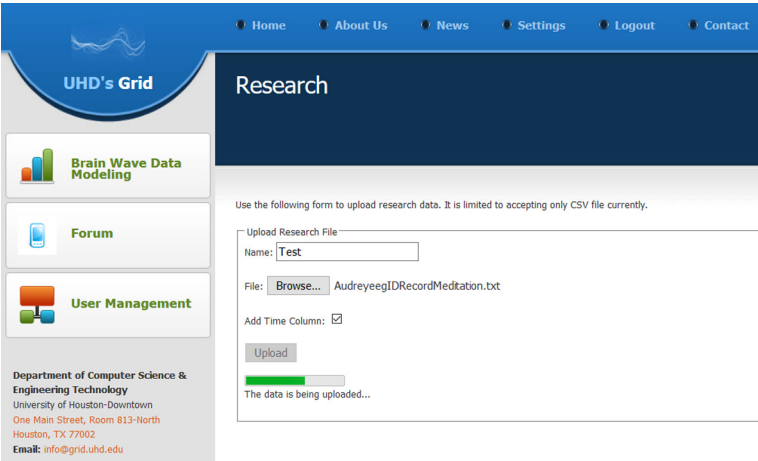 Home About Us News Settings Logout Contact
UHD's Grid
Research
Brain Wave Data
Modeling
Forum
User Management
Department of Computer Science &
Engineering Technology
University of Houston-Downtown
One Main Street, Room 813-North
Houston, TX 77002
Email: info@grid.uhd.edu
Use the following form to upload research data. It is limited to accepting only CSV file currently.
Upload Research File
Name: Test
File: Browse... AudreyeegIDRecordMeditation.txt
Add Time Column:
Upload
The data is being uploaded...